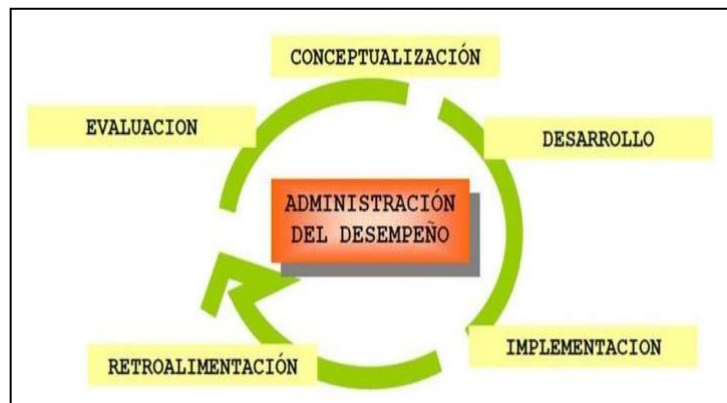 CONCEPTUALIZACIÓN
EVALUACION
DESARROLLO
ADMINISTRACIÓN
DEL DESEMPEÑO
IMPLEMENTACION
RETROALIMENTACIÓN